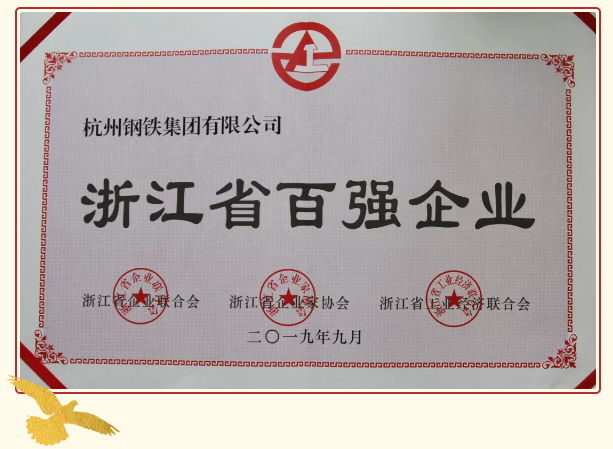 杭州钢铁集团有限公司
浙江省百强企业
浙江省企业联合会 浙江省企业家协会 浙江省工业经济联合会
二〇一九年九月